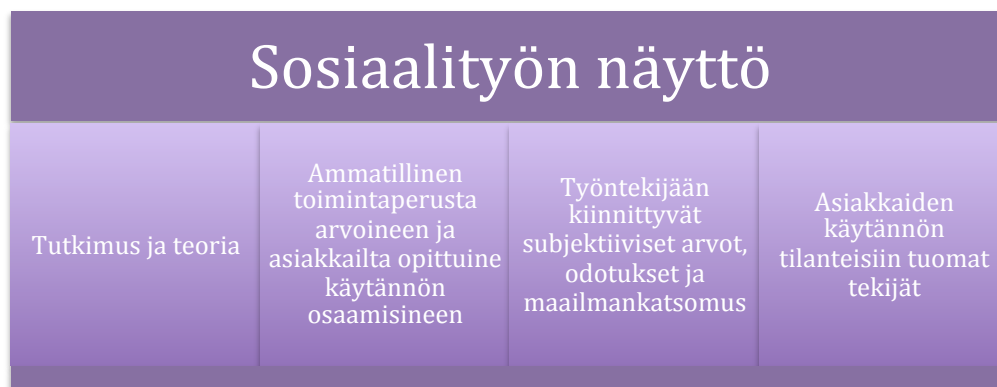 Sosiaalityön näyttö
Tutkimus ja teoria
Ammatillinen
toimintaperusta
arvoineen ja
asiakkailta opittuine
käytännön
osaamisineen
Työntekijään
kiinnittyvät
subjektiiviset arvot,
odotukset ja
maailmankatsomus
Asiakkaiden
käytännön
tilanteisiin tuomat
tekijät